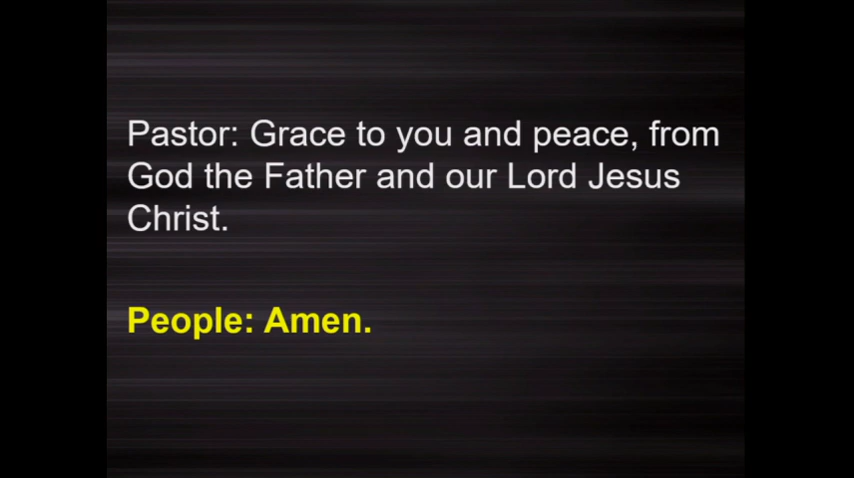 Pastor: Grace to you and peace, from
God the Father and our Lord Jesus
Christ.
People: Amen.